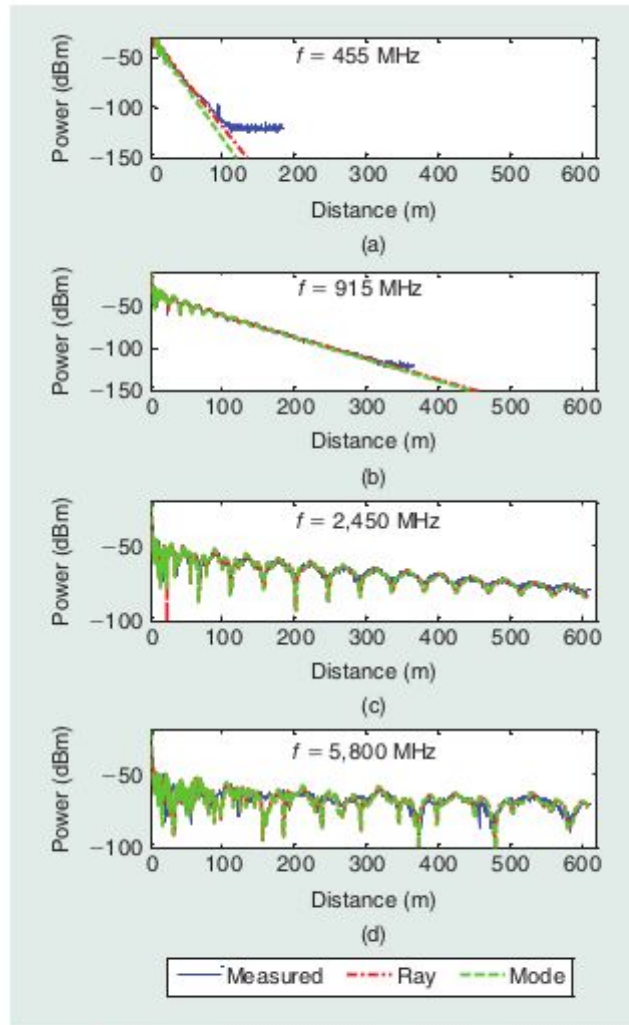 f = 455 MHz
Power (dBm)
−50
−100
−150
0 100 200 300 400 500 600
Distance (m)
(a)
f = 915 MHz
Power (dBm)
−50
−100
−150
0 100 200 300 400 500 600
Distance (m)
(b)
f = 2,450 MHz
Power (dBm)
−50
−100
0 100 200 300 400 500 600
Distance (m)
(c)
f = 5,800 MHz
Power (dBm)
−50
−100
0 100 200 300 400 500 600
Distance (m)
(d)
Measured Ray Mode